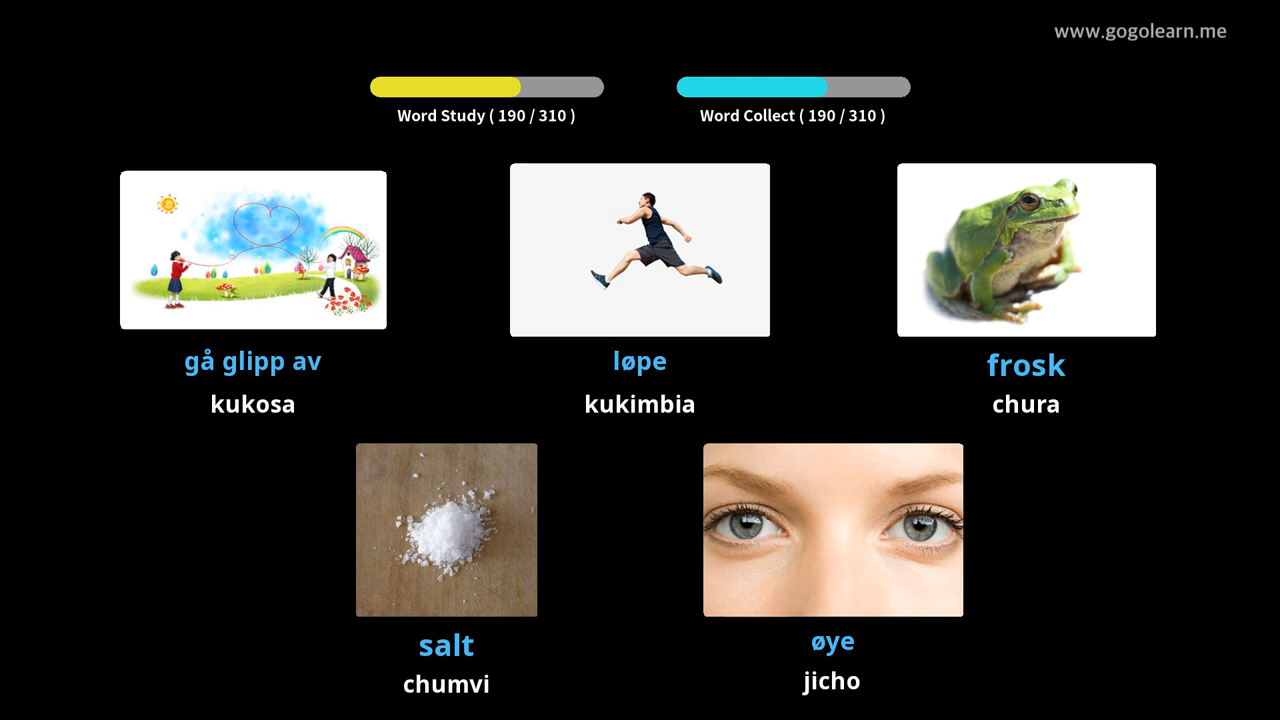 www.gogolearn.me
Word Study ( 190 / 310 )
Word Collect ( 190 / 310 )
gå glipp av
kukosa
løpe
kukimbia
frosk
chura
salt
chumvi
øye
jicho